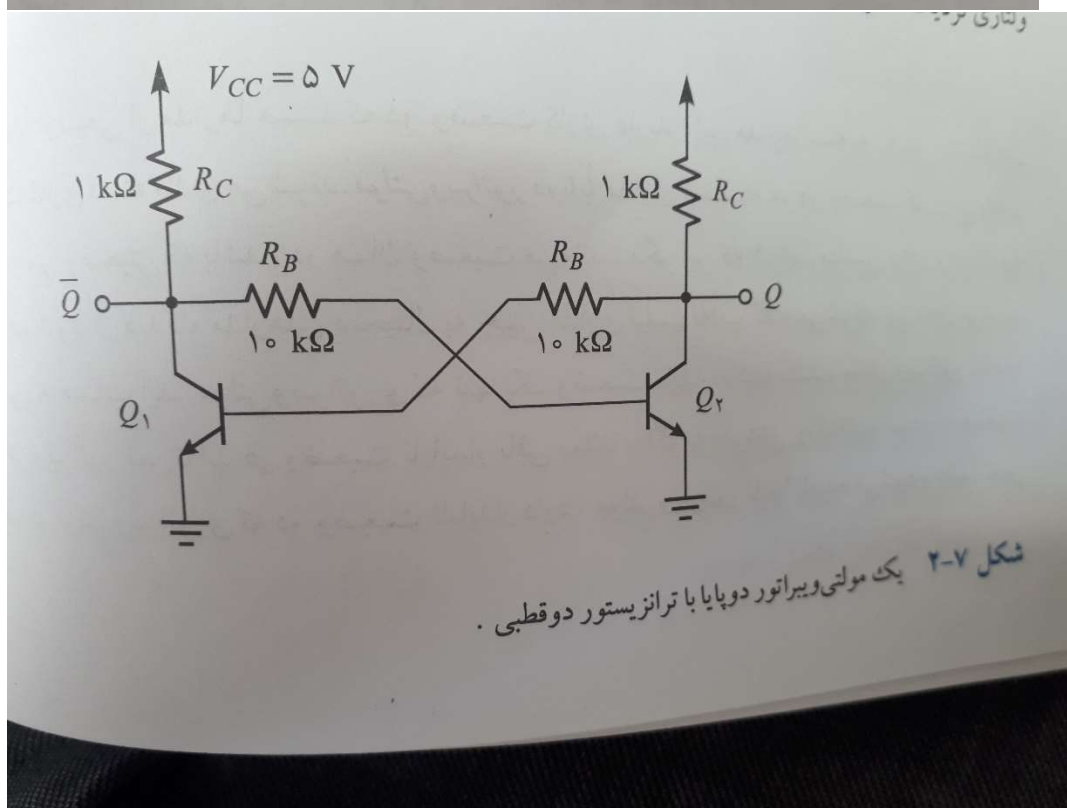 V_CC = ۵ V
۱ kΩ R_C ۱ kΩ R_C
R_B R_B
Q̅ Q
۱۰ kΩ ۱۰ kΩ
Q۱ Q۲
شکل ۷-۲ یک مولتی‌ویبراتور دوپایا با ترانزیستور دوقطبی .